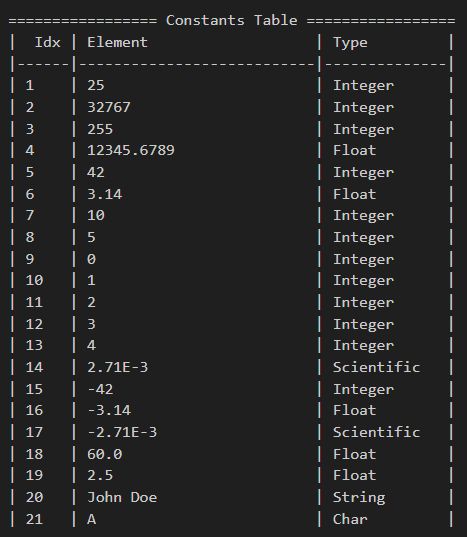 ================= Constants Table =================
|  Idx | Element                   | Type         |
|------|---------------------------|--------------|
| 1    | 25                        | Integer      |
| 2    | 32767                     | Integer      |
| 3    | 255                       | Integer      |
| 4    | 12345.6789                | Float        |
| 5    | 42                        | Integer      |
| 6    | 3.14                      | Float        |
| 7    | 10                        | Integer      |
| 8    | 5                         | Integer      |
| 9    | 0                         | Integer      |
| 10   | 1                         | Integer      |
| 11   | 2                         | Integer      |
| 12   | 3                         | Integer      |
| 13   | 4                         | Integer      |
| 14   | 2.71E-3                   | Scientific   |
| 15   | -42                       | Integer      |
| 16   | -3.14                     | Float        |
| 17   | -2.71E-3                  | Scientific   |
| 18   | 60.0                      | Float        |
| 19   | 2.5                       | Float        |
| 20   | John Doe                  | String       |
| 21   | A                         | Char         |